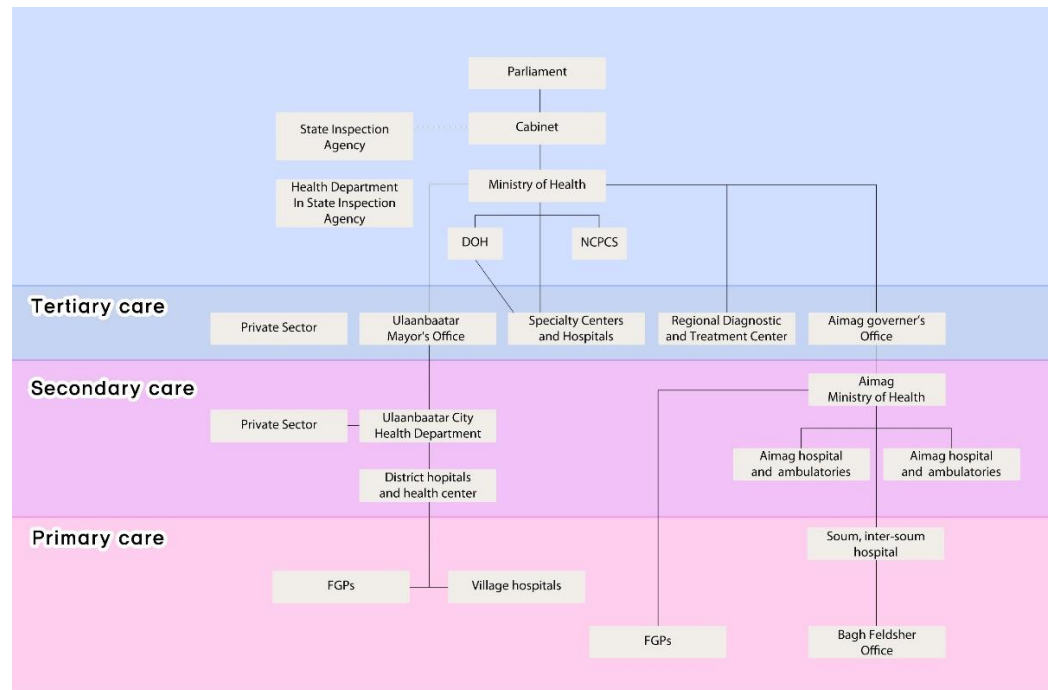 Parliament
State Inspection
Agency
Cabinet
Health Department
In State Inspection
Agency
Ministry of Health
DOH
NCPCS
Tertiary care
Private Sector
Ulaanbaatar
Mayor's Office
Specialty Centers
and Hospitals
Regional Diagnostic
and Treatment Center
Aimag governer's
Office
Secondary care
Aimag
Ministry of Health
Private Sector
Ulaanbaatar City
Health Department
Aimag hospital
and ambulatories
Aimag hospital
and ambulatories
District hopitals
and health center
Primary care
Soum, inter-soum
hospital
FGPs
Village hospitals
FGPs
Bagh Feldsher
Office